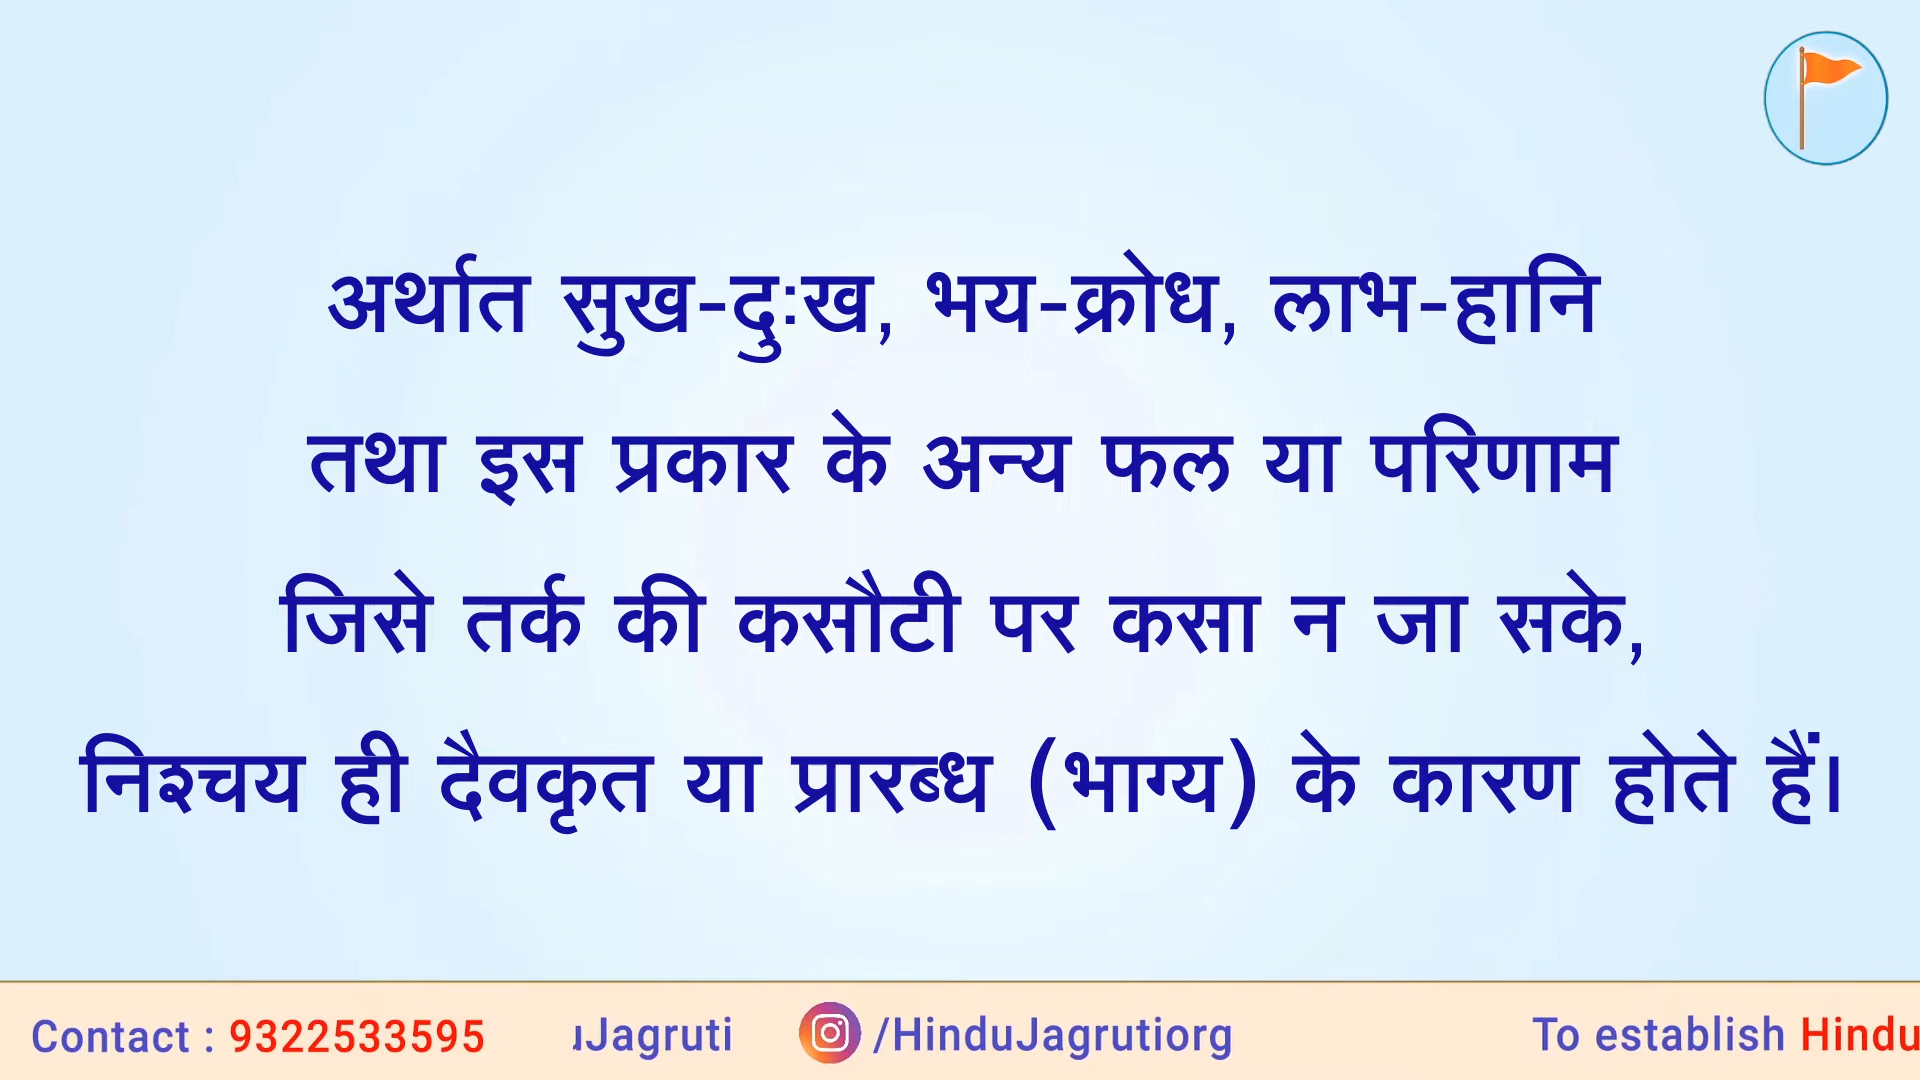 अर्थात सुख-दुःख, भय-क्रोध, लाभ-हानि
तथा इस प्रकार के अन्य फल या परिणाम
जिसे तर्क की कसौटी पर कसा न जा सके,
निश्चय ही दैवकृत या प्रारब्ध (भाग्य) के कारण होते हैं।
Contact : 9322533595 uJagruti /HinduJagrutiorg To establish Hindu